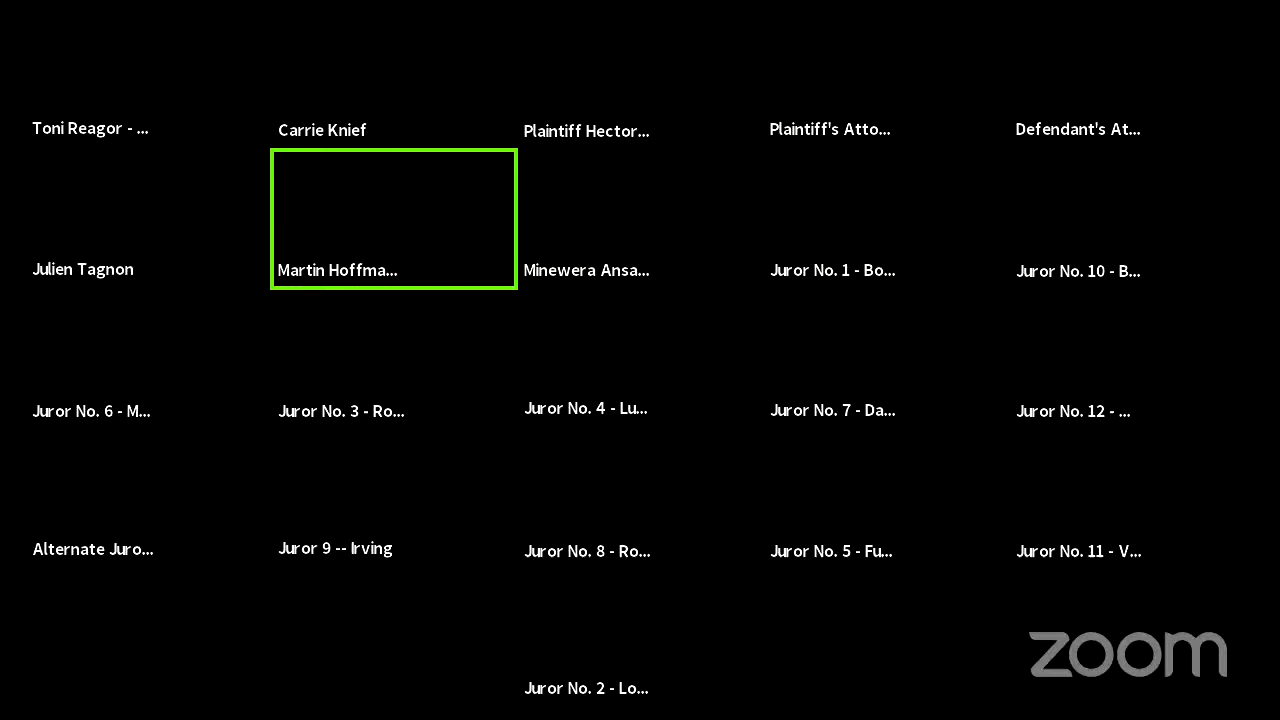 Toni Reagor - ...
Carrie Knief
Plaintiff Hector...
Plaintiff's Atto...
Defendant's At...
Julien Tagnon
Martin Hoffma...
Minewera Ansa...
Juror No. 1 - Bo...
Juror No. 10 - B...
Juror No. 6 - M...
Juror No. 3 - Ro...
Juror No. 4 - Lu...
Juror No. 7 - Da...
Juror No. 12 - ...
Alternate Juro...
Juror 9 -- Irving
Juror No. 8 - Ro...
Juror No. 5 - Fu...
Juror No. 11 - V...
Juror No. 2 - Lo...
zoom